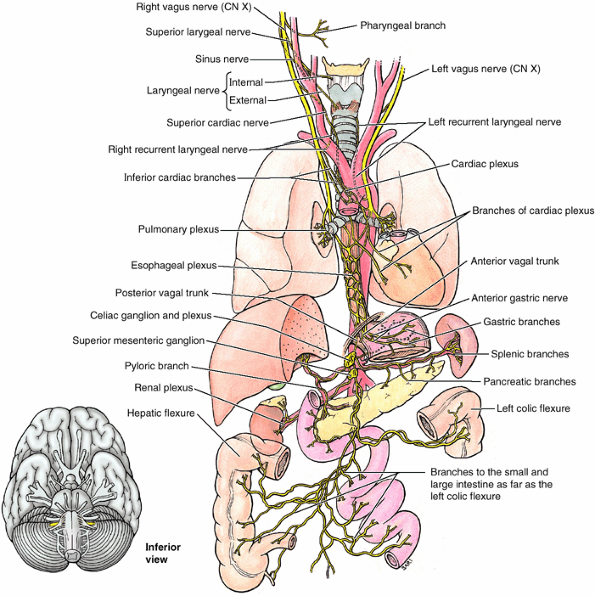 Right vagus nerve (CN X)
Pharyngeal branch
Superior larygeal nerve
Sinus nerve
Left vagus nerve (CN X)
Internal
Laryngeal nerve
External
Superior cardiac nerve
Left recurrent laryngeal nerve
Right recurrent laryngeal nerve
Cardiac plexus
Inferior cardiac branches
Branches of cardiac plexus
Pulmonary plexus
Anterior vagal trunk
Esophageal plexus
Posterior vagal trunk
Anterior gastric nerve
Celiac ganglion and plexus
Gastric branches
Superior mesenteric ganglion
Splenic branches
Pyloric branch
Pancreatic branches
Renal plexus
Left colic flexure
Hepatic flexure
Branches to the small and
large intestine as far as the
left colic flexure
Inferior
view